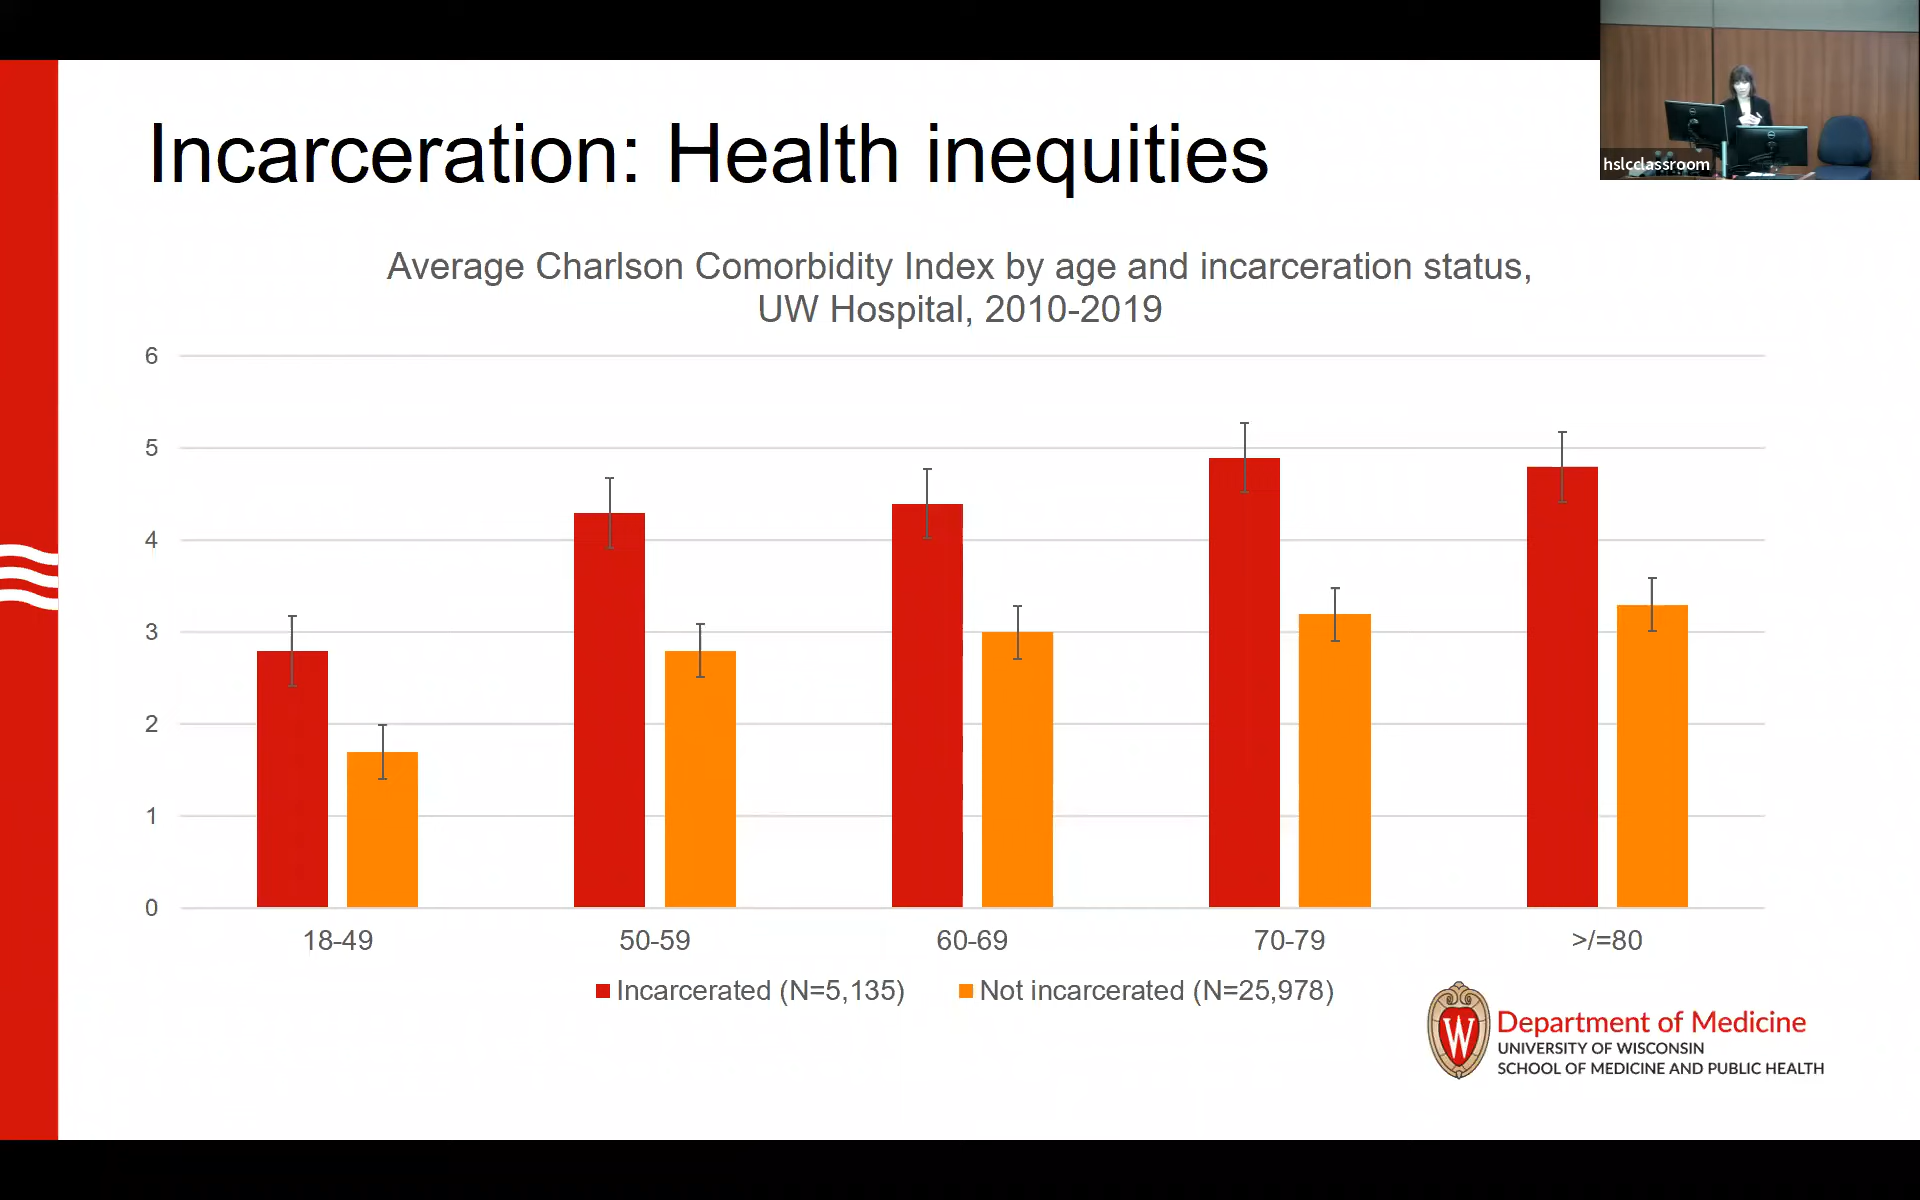 Incarceration: Health inequities
hslcclassroom
Average Charlson Comorbidity Index by age and incarceration status,
UW Hospital, 2010-2019
6
5
4
3
2
1
0
18-49 50-59 60-69 70-79 >/=80
Incarcerated (N=5,135) Not incarcerated (N=25,978)
W
Department of Medicine
UNIVERSITY OF WISCONSIN
SCHOOL OF MEDICINE AND PUBLIC HEALTH